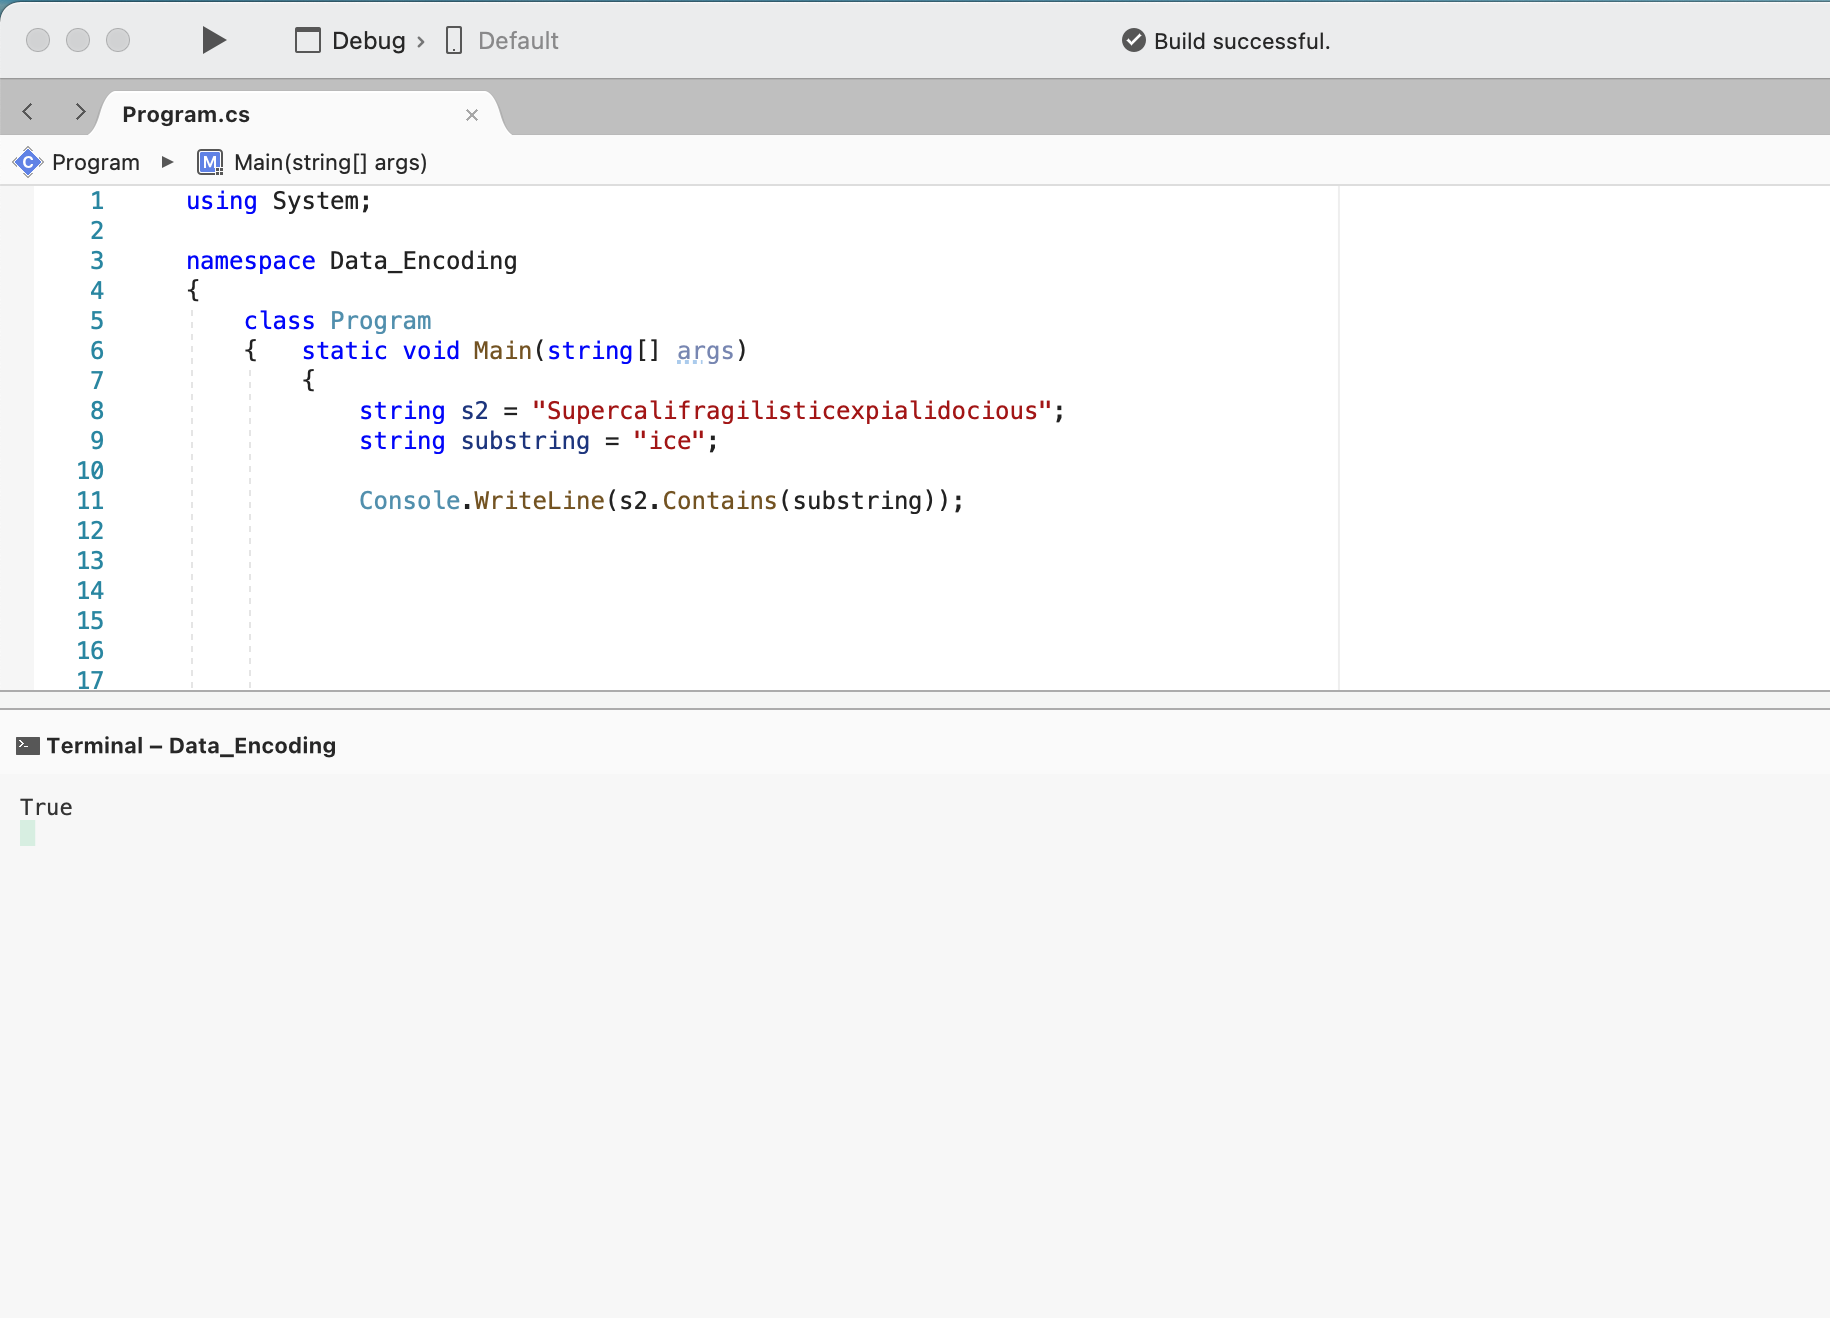 Debug › Default
Build successful.
Program.cs
Program ▶ Main(string[] args)
1 using System;
2
3 namespace Data_Encoding
4 {
5 class Program
6 { static void Main(string[] args)
7 {
8 string s2 = "Supercalifragilisticexpialidocious";
9 string substring = "ice";
10
11 Console.WriteLine(s2.Contains(substring));
12
13
14
15
16
17
Terminal – Data_Encoding
True